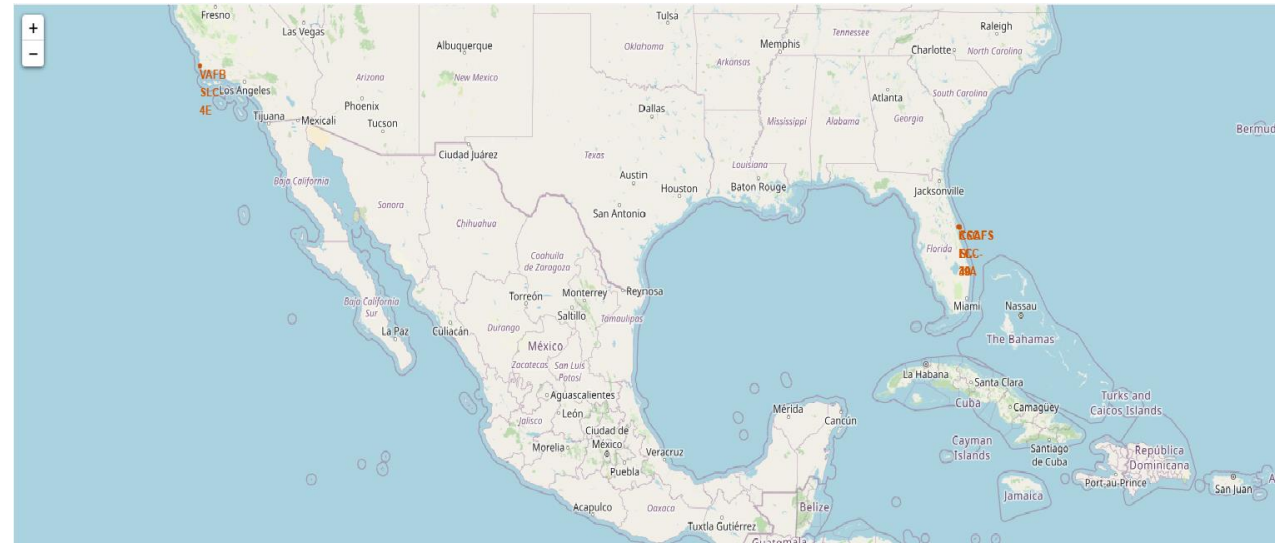 +
−
Fresno
Las Vegas
Tulsa
Raleigh
Albuquerque
Oklahoma
Memphis
Tennessee
Charlotte
North Carolina
VAFB
SLC-
4E
Los Angeles
Arizona
New Mexico
Arkansas
Atlanta
South Carolina
Phoenix
Dallas
Tijuana
Mexicali
Tucson
Mississippi
Alabama
Georgia
Bermud
Ciudad Juárez
Texas
Louisiana
Austin
Houston
Baton Rouge
Jacksonville
Baja California
Sonora
San Antonio
Chihuahua
Florida
Coahuila
de Zaragoza
Torreón
Monterrey
Reynosa
Miami
Nassau
Baja California
Sur
Saltillo
Tamaulipas
La Paz
Culiacán
Durango
The Bahamas
México
Zacatecas
San Luis
Potosí
La Habana
Santa Clara
Aguascalientes
Cuba
Camagüey
Turks and
Caicos Islands
León
Jalisco
Mérida
Cancún
Ciudad de
México
Morelia
Veracruz
Cayman
Islands
Santiago
de Cuba
República
Dominicana
Puebla
Port-au-Prince
San Juan
Jamaica
Acapulco
Oaxaca
Belize
Tuxtla Gutiérrez
Guatemala